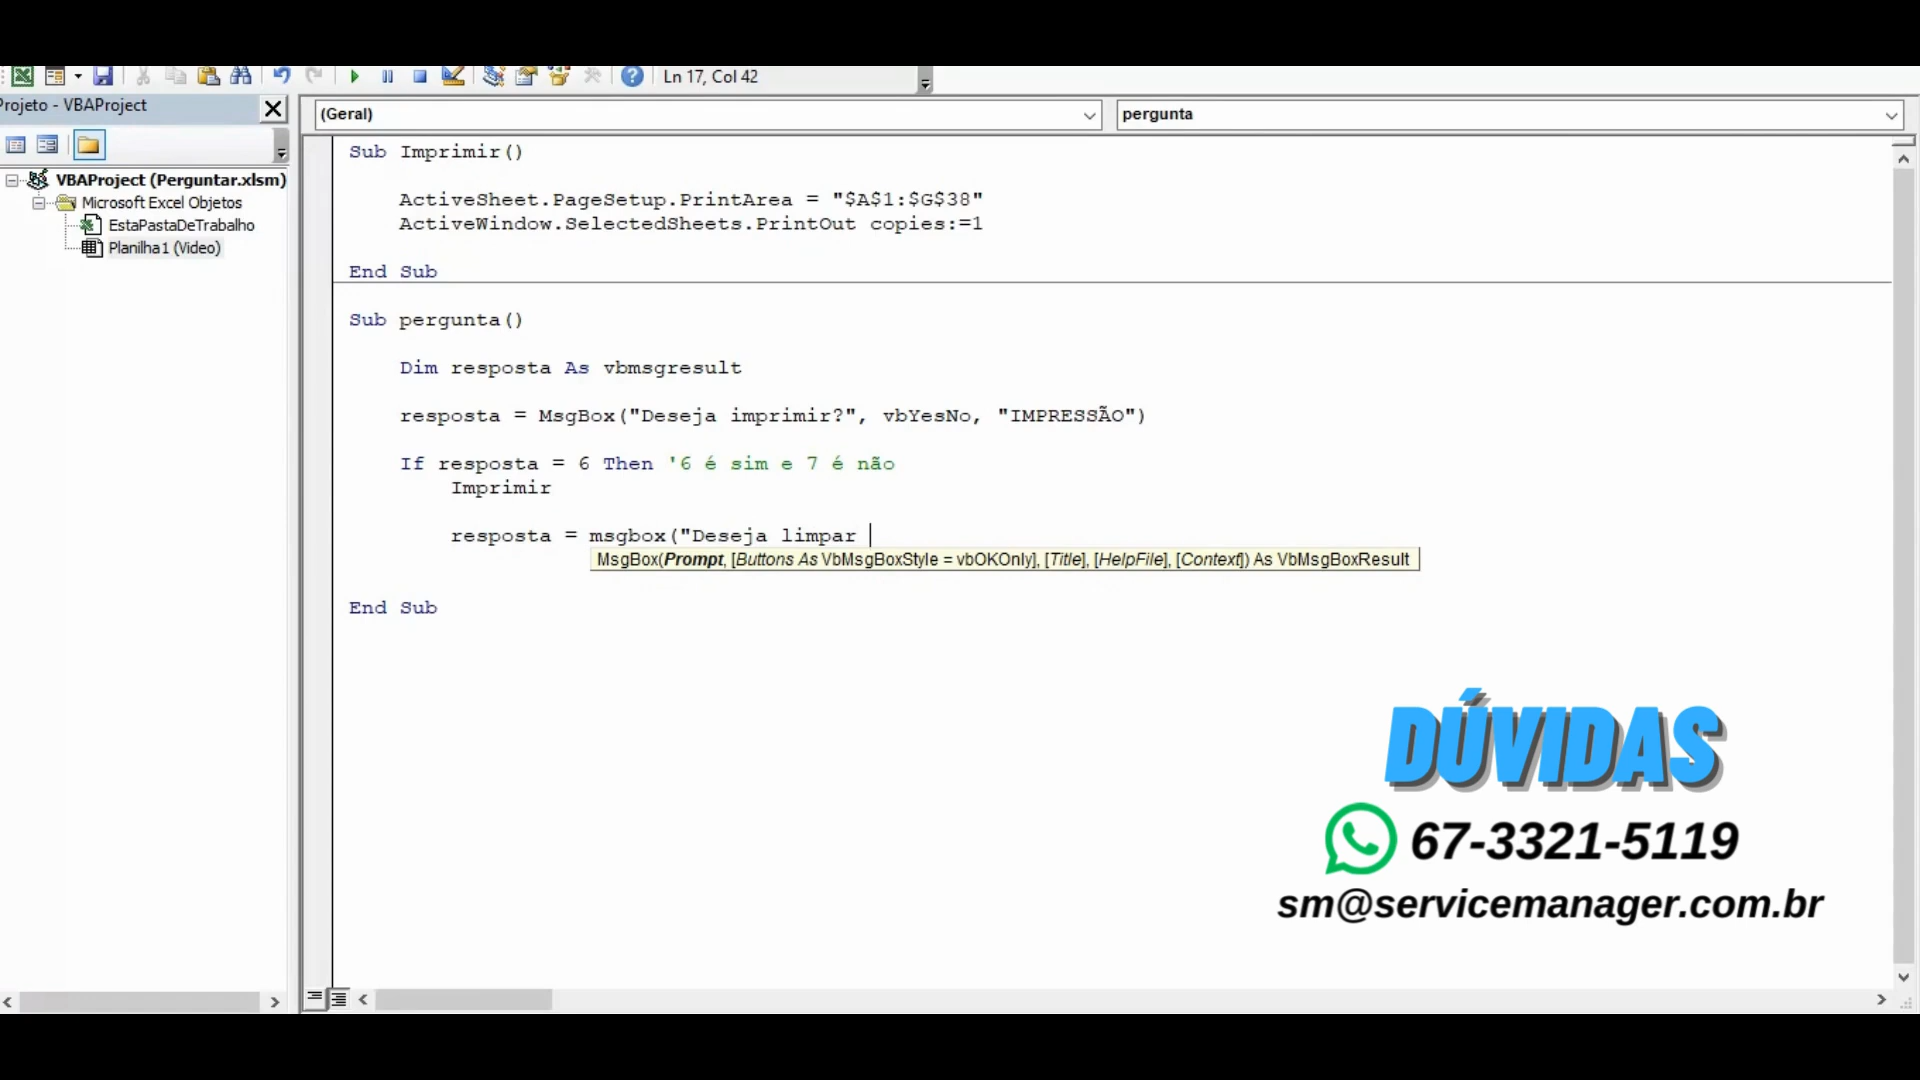 Ln 17, Col 42
Projeto - VBAProject
(Geral)
pergunta
VBAProject (Perguntar.xlsm)
Microsoft Excel Objetos
EstaPastaDeTrabalho
Planilha1 (Video)
Sub Imprimir()
ActiveSheet.PageSetup.PrintArea = "$A$1:$G$38"
ActiveWindow.SelectedSheets.PrintOut copies:=1
End Sub
Sub pergunta()
Dim resposta As vbmsgresult
resposta = MsgBox("Deseja imprimir?", vbYesNo, "IMPRESSÃO")
If resposta = 6 Then '6 é sim e 7 é não
Imprimir
resposta = msgbox("Deseja limpar
MsgBox(Prompt, [Buttons As VbMsgBoxStyle = vbOKOnly], [Title], [HelpFile], [Context]) As VbMsgBoxResult
End Sub
DÚVIDAS
67-3321-5119
sm@servicemanager.com.br